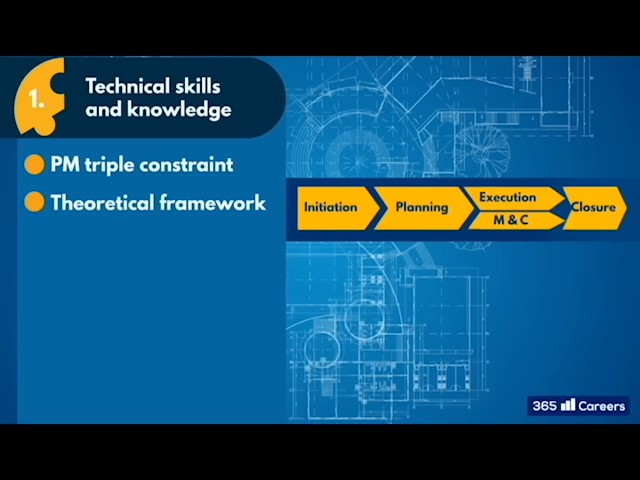 1.
Technical skills
and knowledge
PM triple constraint
Theoretical framework
Initiation
Planning
Execution
M & C
Closure
365 Careers